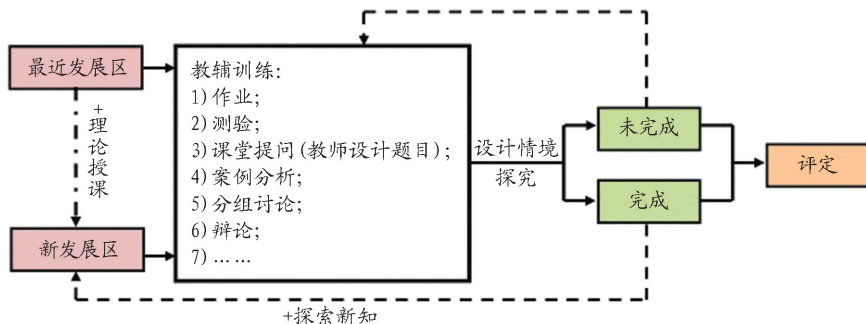 最近发展区
+理论授课
新发展区
教辅训练：
1)作业；
2)测验；
3)课堂提问(教师设计题目)；
4)案例分析；
5)分组讨论；
6)辩论；
7)……
设计情境
探究
未完成
完成
评定
+探索新知